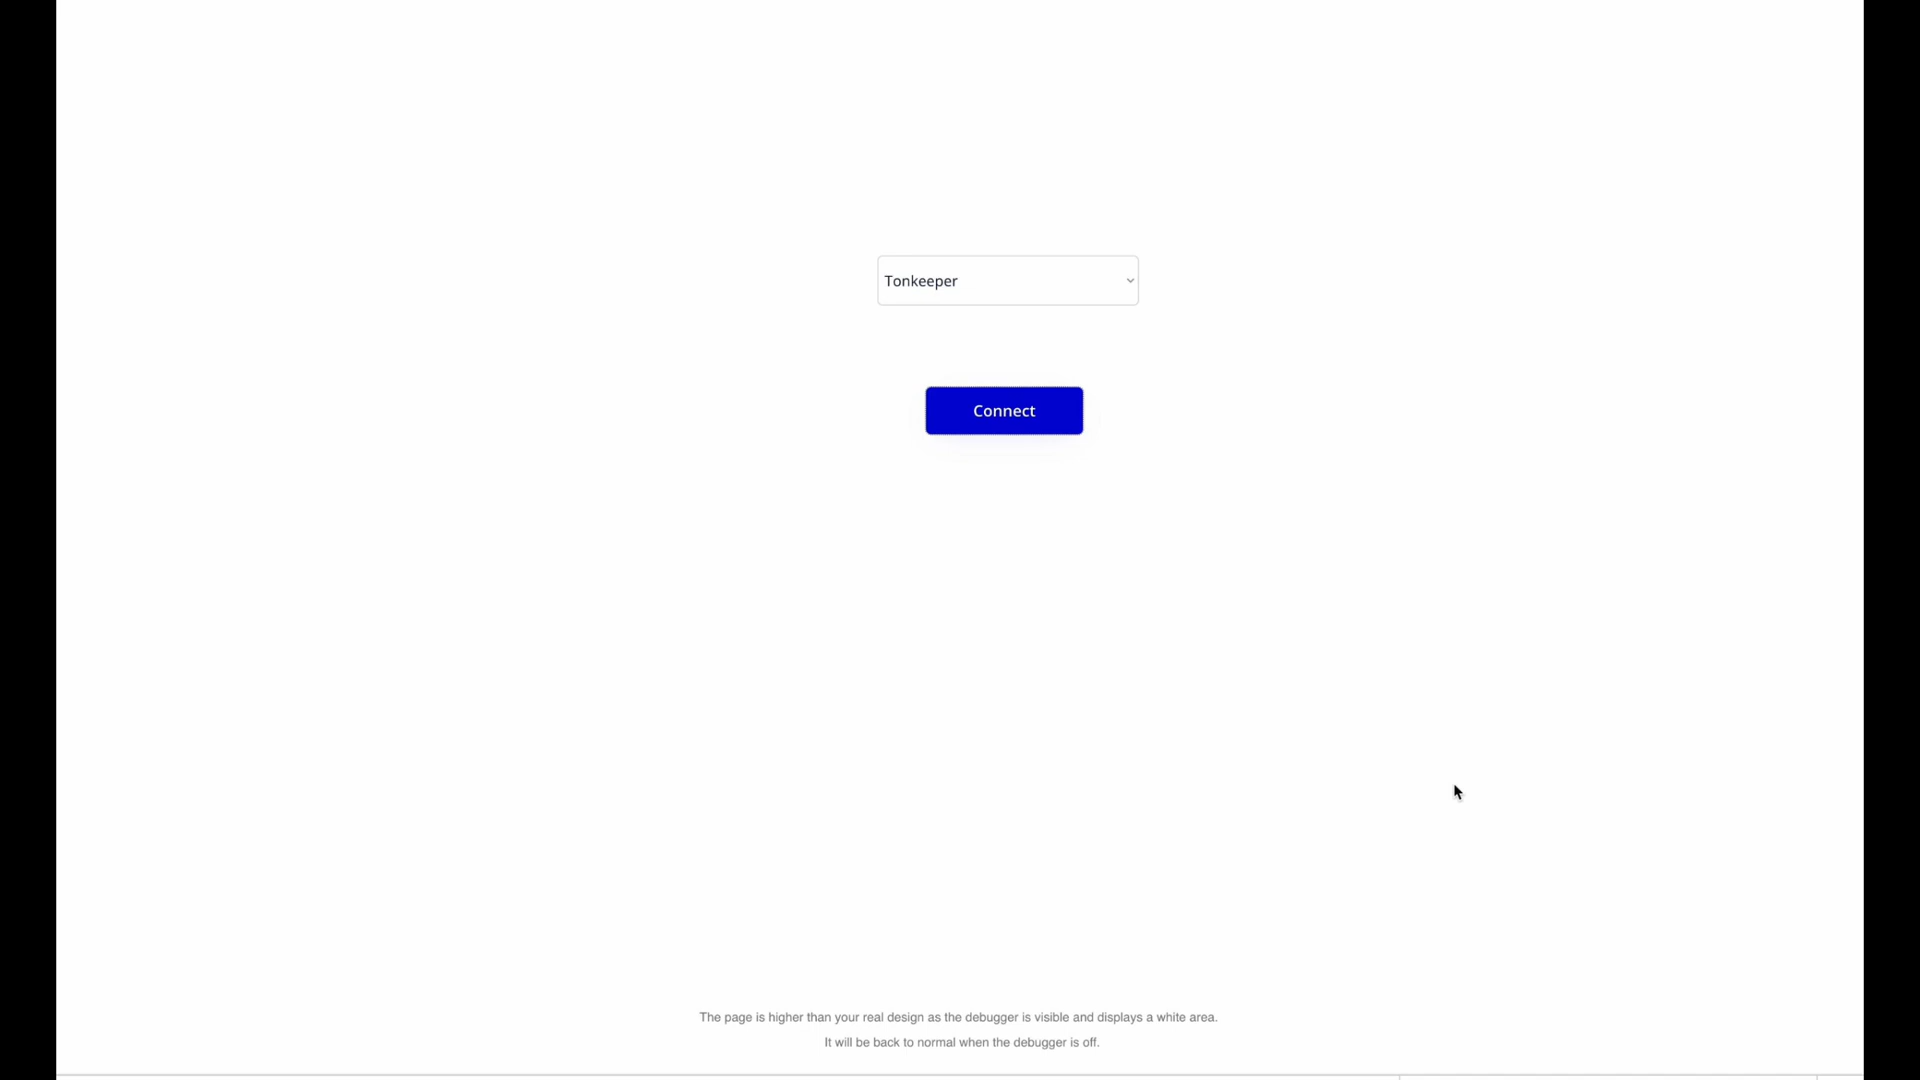 Tonkeeper
Connect
The page is higher than your real design as the debugger is visible and displays a white area.
It will be back to normal when the debugger is off.